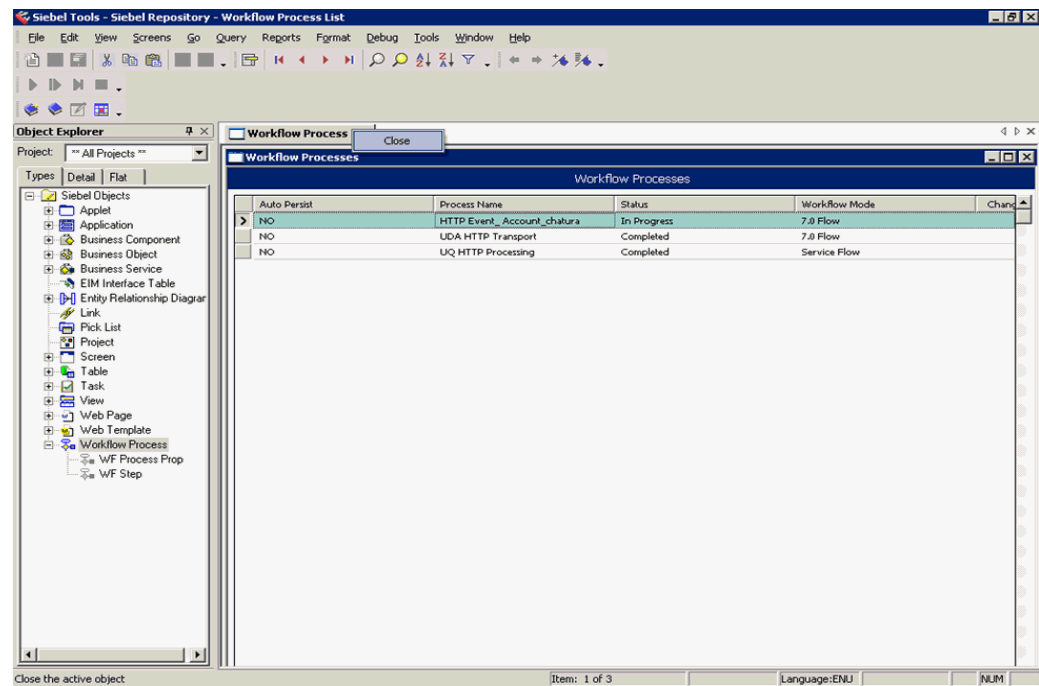 Siebel Tools - Siebel Repository - Workflow Process List
File Edit View Screens Go Query Reports Format Debug Tools Window Help
Object Explorer
Project: ** All Projects **
Types Detail Flat
Siebel Objects
Applet
Application
Business Component
Business Object
Business Service
EIM Interface Table
Entity Relationship Diagrar
Link
Pick List
Project
Screen
Table
Task
View
Web Page
Web Template
Workflow Process
WF Process Prop
WF Step
Workflow Process
Close
Workflow Processes
Workflow Processes
Auto Persist Process Name Status Workflow Mode Chang
NO HTTP Event_ Account_chatura In Progress 7.0 Flow
NO UDA HTTP Transport Completed 7.0 Flow
NO UQ HTTP Processing Completed Service Flow
Close the active object Item: 1 of 3 Language:ENU NUM